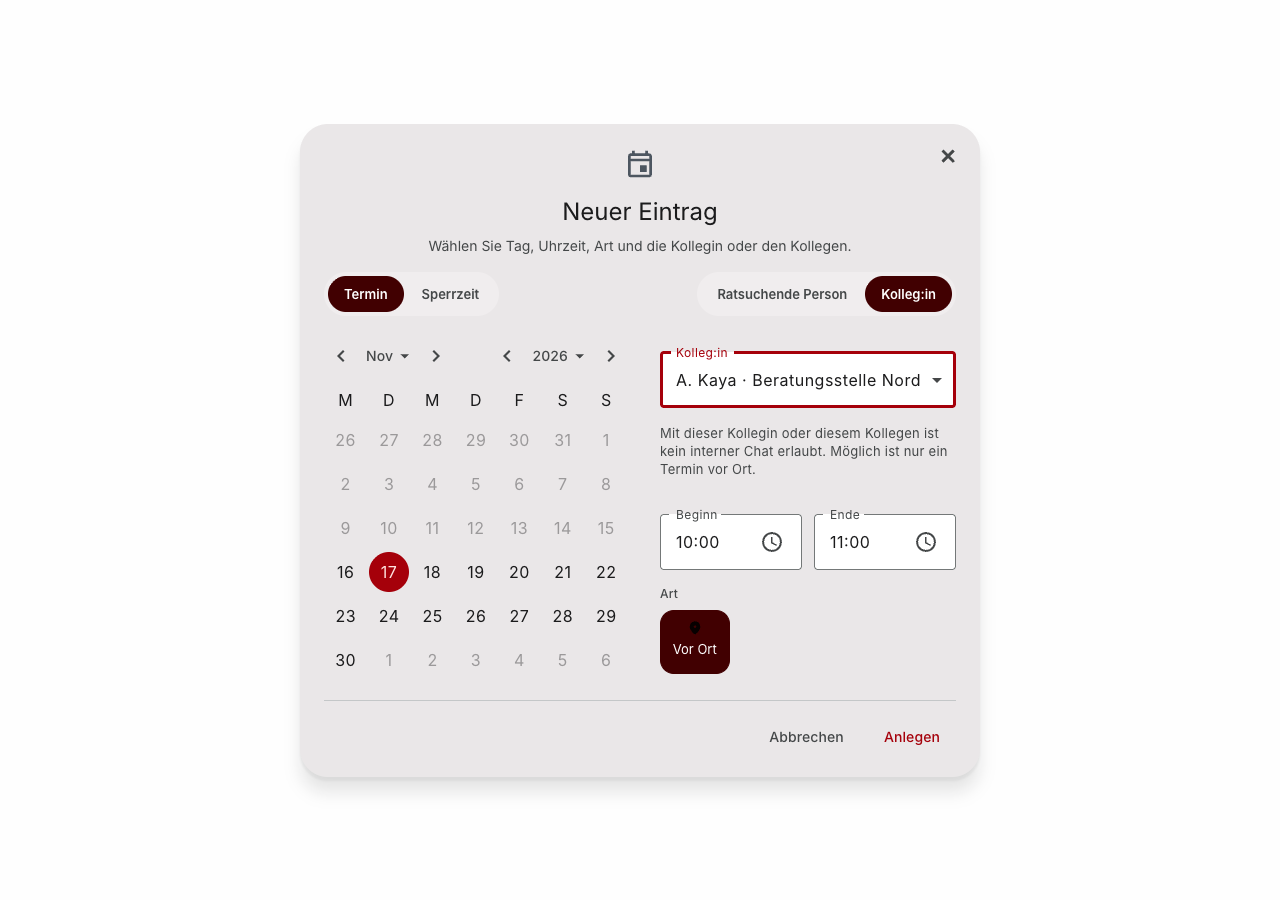 Neuer Eintrag
Wählen Sie Tag, Uhrzeit, Art und die Kollegin oder den Kollegen.
Termin Sperrzeit Ratsuchende Person Kolleg:in
Nov 2026
M D M D F S S
26 27 28 29 30 31 1
2 3 4 5 6 7 8
9 10 11 12 13 14 15
16 17 18 19 20 21 22
23 24 25 26 27 28 29
30 1 2 3 4 5 6
Kolleg:in
A. Kaya · Beratungsstelle Nord
Mit dieser Kollegin oder diesem Kollegen ist
kein interner Chat erlaubt. Möglich ist nur ein
Termin vor Ort.
Beginn Ende
10:00 11:00
Art
Vor Ort
Abbrechen Anlegen